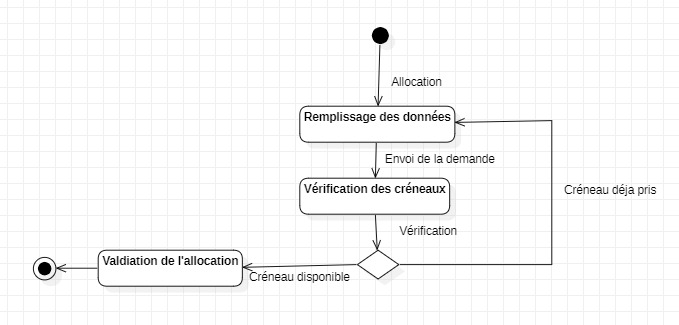 Allocation
Remplissage des données
Envoi de la demande
Vérification des créneaux
Créneau déja pris
Vérification
Valdiation de l'allocation
Créneau disponible